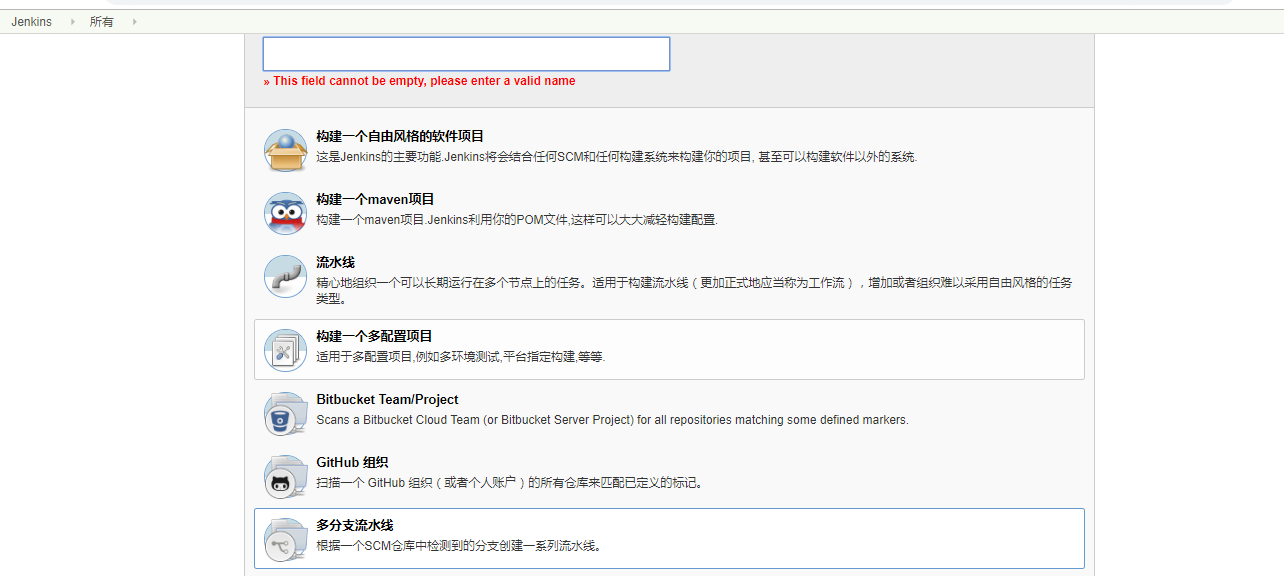 Jenkins 所有
» This field cannot be empty, please enter a valid name
构建一个自由风格的软件项目
这是Jenkins的主要功能.Jenkins将会结合任何SCM和任何构建系统来构建你的项目, 甚至可以构建软件以外的系统.
构建一个maven项目
构建一个maven项目.Jenkins利用你的POM文件,这样可以大大减轻构建配置.
流水线
精心地组织一个可以长期运行在多个节点上的任务。适用于构建流水线（更加正式地应当称为工作流），增加或者组织难以采用自由风格的任务
类型。
构建一个多配置项目
适用于多配置项目,例如多环境测试,平台指定构建,等等.
Bitbucket Team/Project
Scans a Bitbucket Cloud Team (or Bitbucket Server Project) for all repositories matching some defined markers.
GitHub 组织
扫描一个 GitHub 组织（或者个人账户）的所有仓库来匹配已定义的标记。
多分支流水线
根据一个SCM仓库中检测到的分支创建一系列流水线。